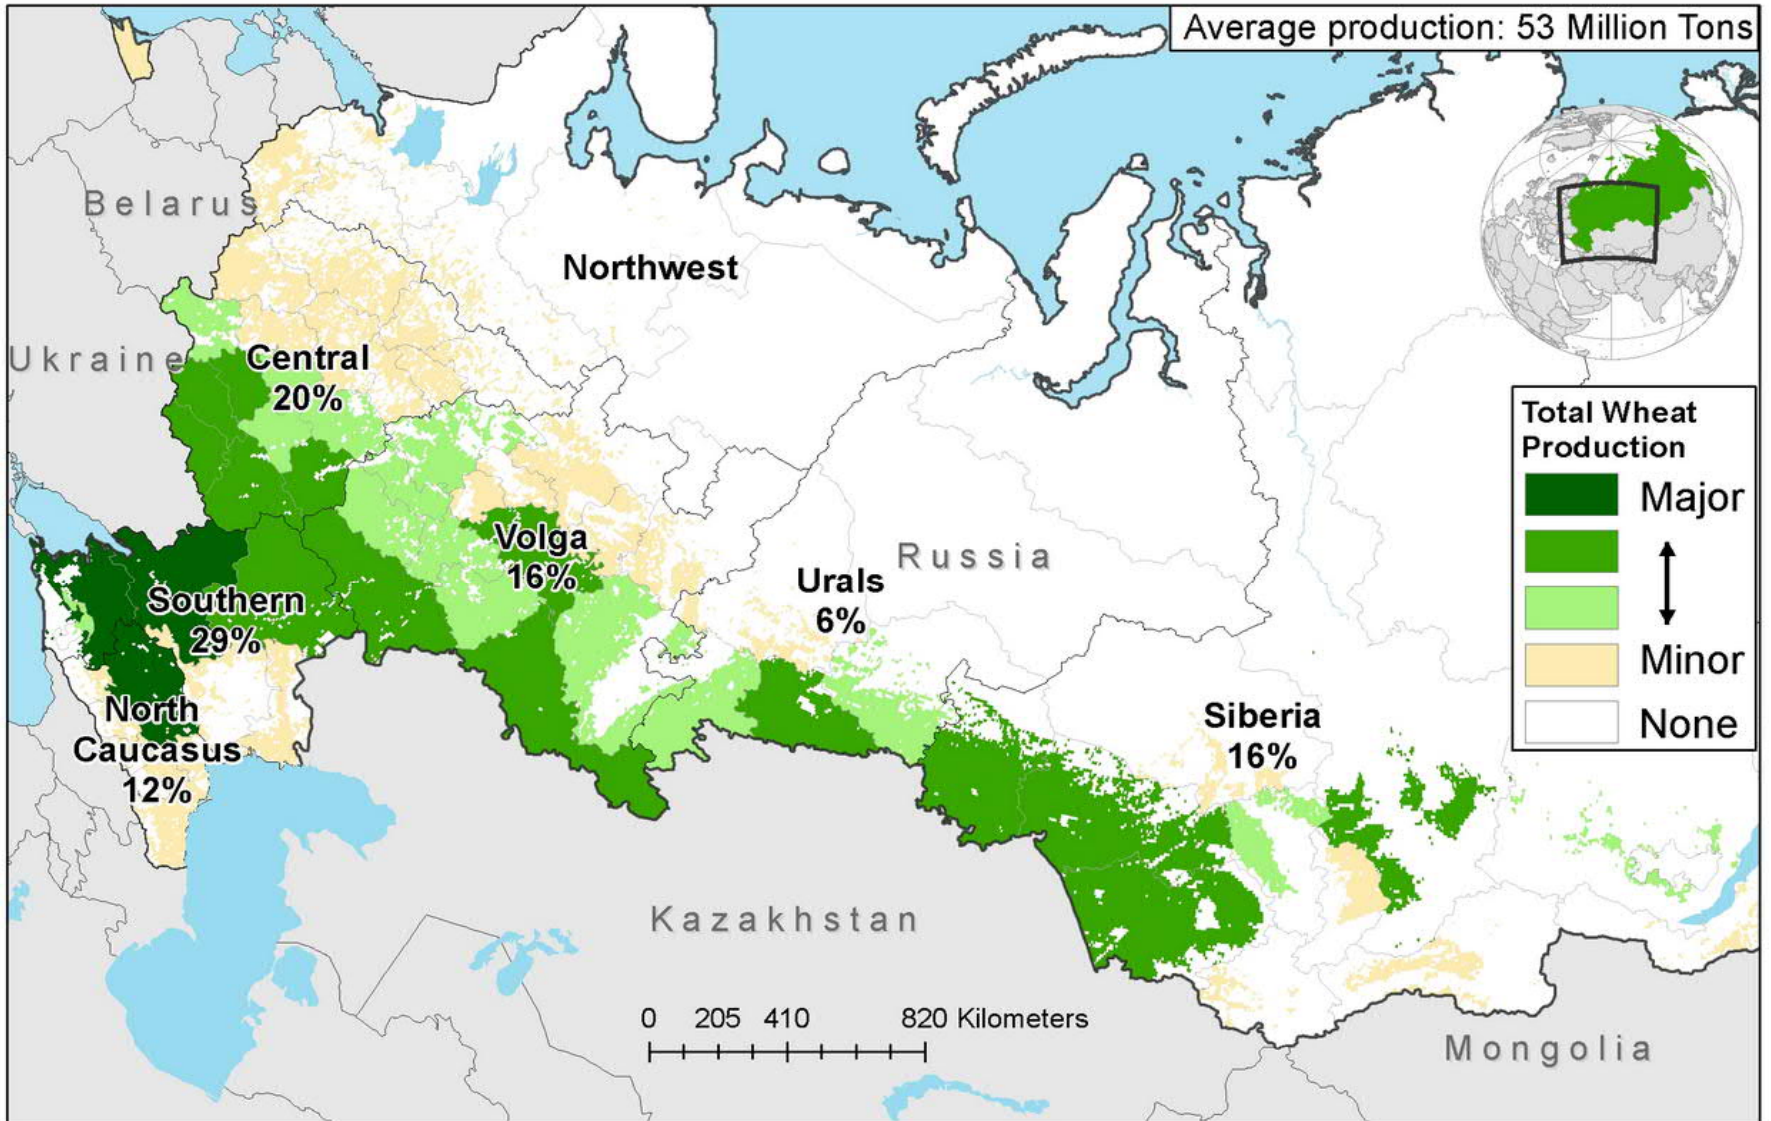 Average production: 53 Million Tons
Belarus
Northwest
Ukraine
Central
20%
Total Wheat
Production
Major
Minor
None
Volga
16%
Russia
Urals
6%
Southern
29%
North
Caucasus
12%
Siberia
16%
Kazakhstan
0 205 410 820 Kilometers
Mongolia